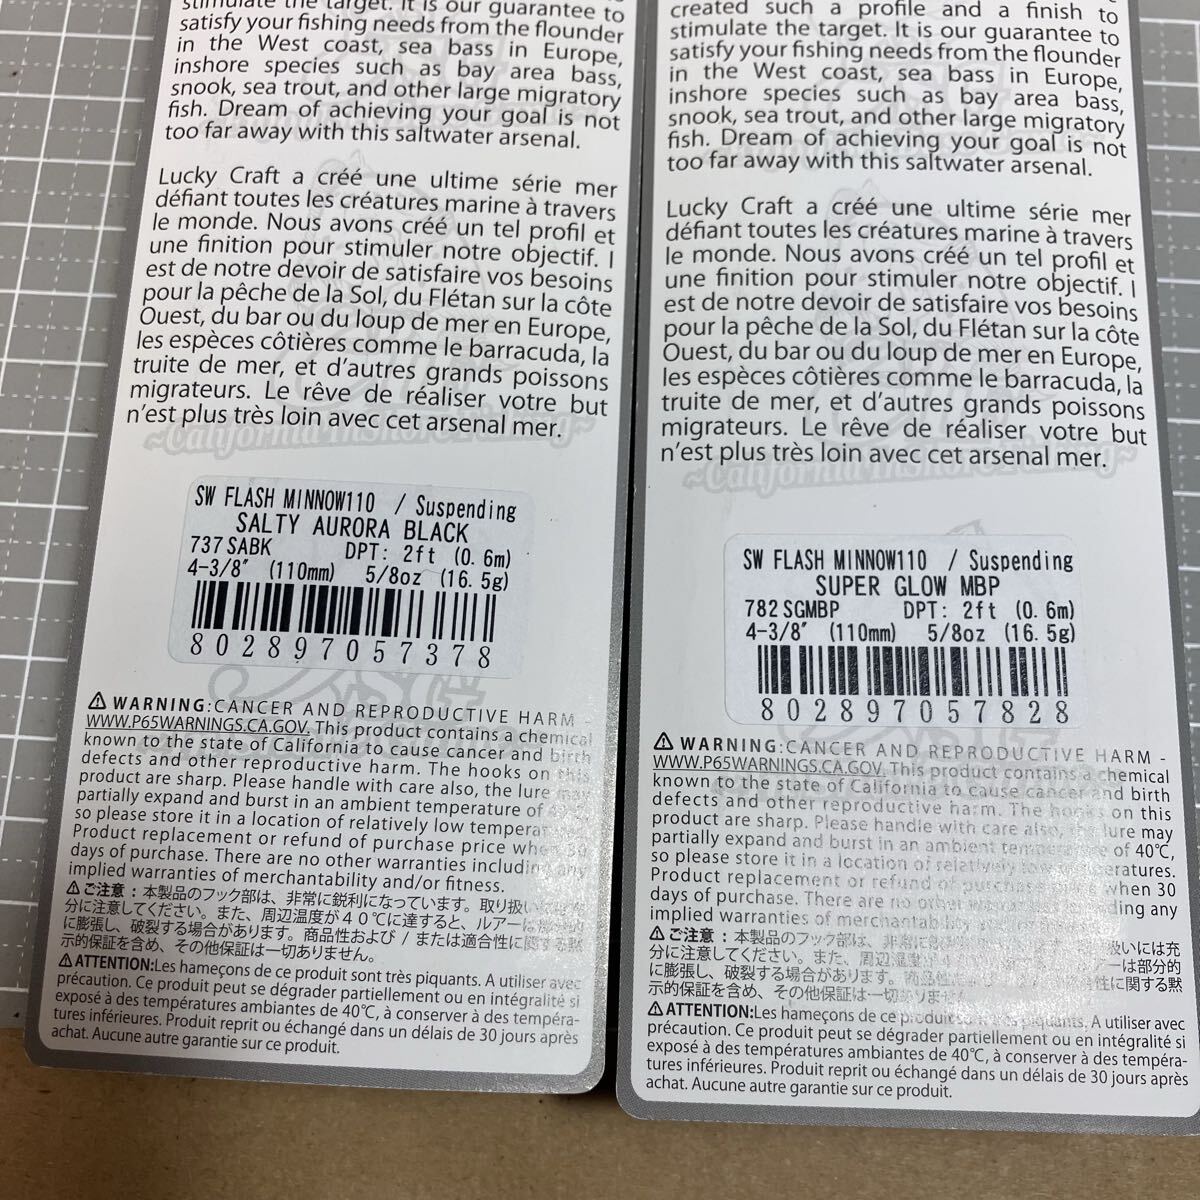 stimulate the target. It is our guarantee to
satisfy your fishing needs from the flounder
in the West coast, sea bass in Europe,
inshore species such as bay area bass,
snook, sea trout, and other large migratory
fish. Dream of achieving your goal is not
too far away with this saltwater arsenal.
Lucky Craft a créé une ultime série mer
défiant toutes les créatures marine à travers
le monde. Nous avons créé un tel profil et
une finition pour stimuler notre objectif. I
est de notre devoir de satisfaire vos besoins
pour la pêche de la Sol, du Flétan sur la côte
Ouest, du bar ou du loup de mer en Europe,
les espèces côtières comme le barracuda, la
truite de mer, et d'autres grands poissons
migrateurs. Le rêve de réaliser votre but
n'est plus très loin avec cet arsenal mer.
~California Inshore Fishing~
SW FLASH MINNOW110 / Suspending
SALTY AURORA BLACK
737 SABK DPT: 2ft (0.6m)
4-3/8″ (110mm) 5/8oz (16.5g)
802897057378
⚠WARNING:CANCER AND REPRODUCTIVE HARM -
WWW.P65WARNINGS.CA.GOV. This product contains a chemical
known to the state of California to cause cancer and birth
defects and other reproductive harm. The hooks on this
product are sharp. Please handle with care also, the lure may
partially expand and burst in an ambient temperature of
so please store it in a location of relatively low
Product replacement or refund of purchase price when 30
days of purchase. There are no other warranties including any
implied warranties of merchantability and/or fitness.
⚠ご注意：本製品のフック部は、非常に鋭利になっています。取り扱いには充
分に注意してください。また、周辺温度が４０℃に達すると、ルアーは部分的
に膨張し、破裂する場合があります。商品性および / または適合性に関する黙
示的保証を含め、その他保証は一切ありません。
⚠ATTENTION:Les hameçons de ce produit sont très piquants. A utiliser avec
précaution. Ce produit peut se dégrader partiellement ou en intégralité si
exposé à des températures ambiantes de 40℃, à conserver à des tempéra-
tures inférieures. Produit reprit ou échangé dans un délais de 30 jours après
achat. Aucune autre garantie sur ce produit.
created such a profile and a finish to
stimulate the target. It is our guarantee to
satisfy your fishing needs from the flounder
in the West coast, sea bass in Europe,
inshore species such as bay area bass,
snook, sea trout, and other large migratory
fish. Dream of achieving your goal is not
too far away with this saltwater arsenal.
Lucky Craft a créé une ultime série mer
défiant toutes les créatures marine à travers
le monde. Nous avons créé un tel profil et
une finition pour stimuler notre objectif. I
est de notre devoir de satisfaire vos besoins
pour la pêche de la Sol, du Flétan sur la côte
Ouest, du bar ou du loup de mer en Europe,
les espèces côtières comme le barracuda, la
truite de mer, et d'autres grands poissons
migrateurs. Le rêve de réaliser votre but
n'est plus très loin avec cet arsenal mer.
~California Inshore Fishing~
SW FLASH MINNOW110 / Suspending
SUPER GLOW MBP
782 SGMBP DPT: 2ft (0.6m)
4-3/8″ (110mm) 5/8oz (16.5g)
802897057828
⚠WARNING:CANCER AND REPRODUCTIVE HARM -
WWW.P65WARNINGS.CA.GOV. This product contains a chemical
known to the state of California to cause cancer and birth
defects and other reproductive harm. The hooks on this
product are sharp. Please handle with care also, the lure may
partially expand and burst in an ambient temperature of 40℃,
so please store it in a location of relatively low temperatures.
Product replacement or refund of purchase price when 30
days of purchase. There are no other warranties including any
implied warranties of merchantability
⚠ご注意：本製品のフック部は、非常に 扱いには充
分に注意してください。また、周辺温度が４ ルアーは部分的
に膨張し、破裂する場合があります。商品性 適合性に関する黙
示的保証を含め、その他保証は一切ありません。
⚠ATTENTION:Les hameçons de ce produit sont très piquants. A utiliser avec
précaution. Ce produit peut se dégrader partiellement ou en intégralité si
exposé à des températures ambiantes de 40℃, à conserver à des tempéra-
tures inférieures. Produit reprit ou échangé dans un délais de 30 jours après
achat. Aucune autre garantie sur ce produit.